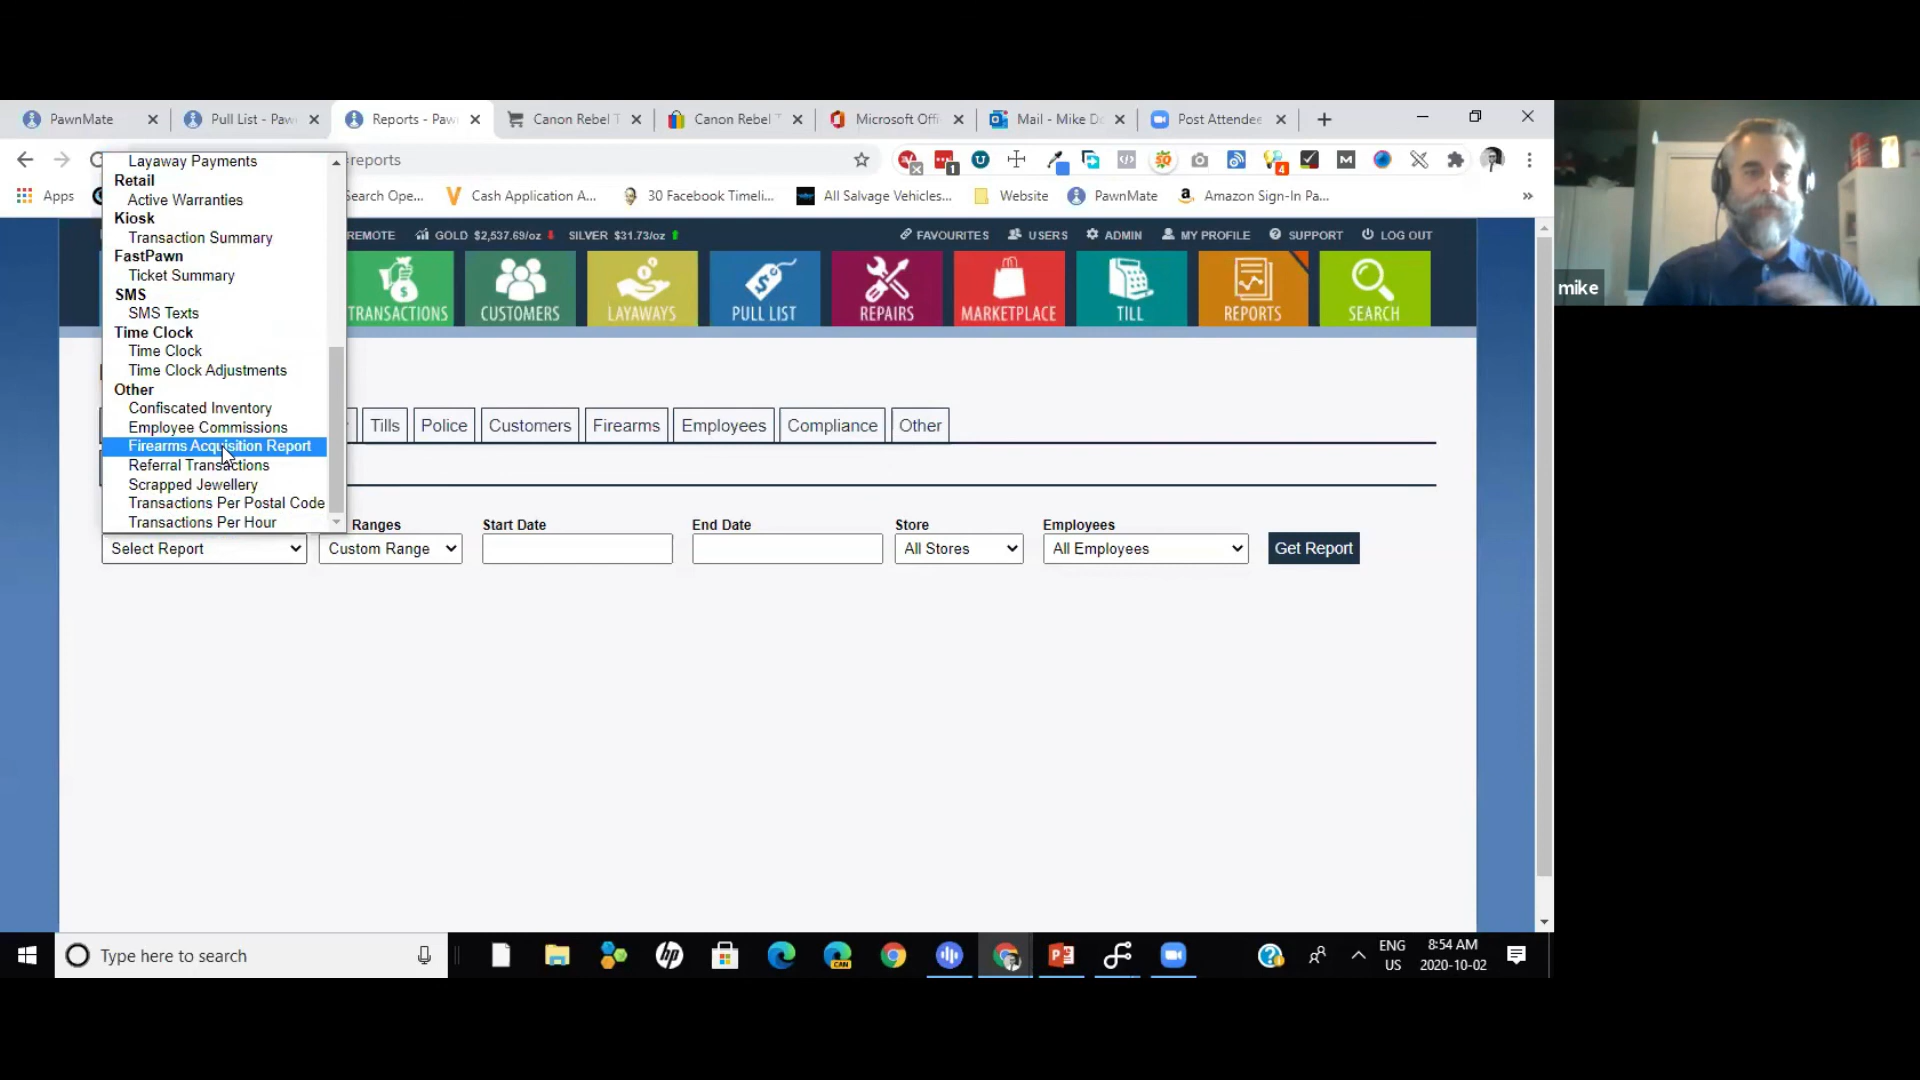 PawnMate
Pull List - Paw
Reports - Paw
Canon Rebel T
Canon Rebel T
Microsoft Offi
Mail - Mike D
Post Attendee
=reports
Apps
Search Ope...
Cash Application A...
30 Facebook Timeli...
All Salvage Vehicles...
Website
PawnMate
Amazon Sign-In Pa...
REMOTE
GOLD $2,537.69/oz
SILVER $31.73/oz
FAVOURITES
USERS
ADMIN
MY PROFILE
SUPPORT
LOG OUT
TRANSACTIONS
CUSTOMERS
LAYAWAYS
PULL LIST
REPAIRS
MARKETPLACE
TILL
REPORTS
SEARCH
Layaway Payments
Retail
Active Warranties
Kiosk
Transaction Summary
FastPawn
Ticket Summary
SMS
SMS Texts
Time Clock
Time Clock
Time Clock Adjustments
Other
Confiscated Inventory
Employee Commissions
Firearms Acquisition Report
Referral Transactions
Scrapped Jewellery
Transactions Per Postal Code
Transactions Per Hour
Tills
Police
Customers
Firearms
Employees
Compliance
Other
Ranges
Start Date
End Date
Store
Employees
Select Report
Custom Range
All Stores
All Employees
Get Report
mike
Type here to search
hp
CAN
ENG
US
8:54 AM
2020-10-02